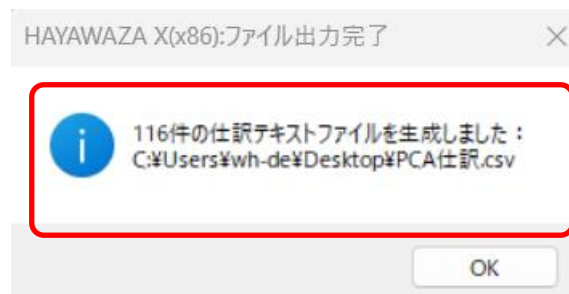 HAYAWAZA X(x86):ファイル出力完了
116件の仕訳テキストファイルを生成しました：
C:¥Users¥wh-de¥Desktop¥PCA仕訳.csv
OK